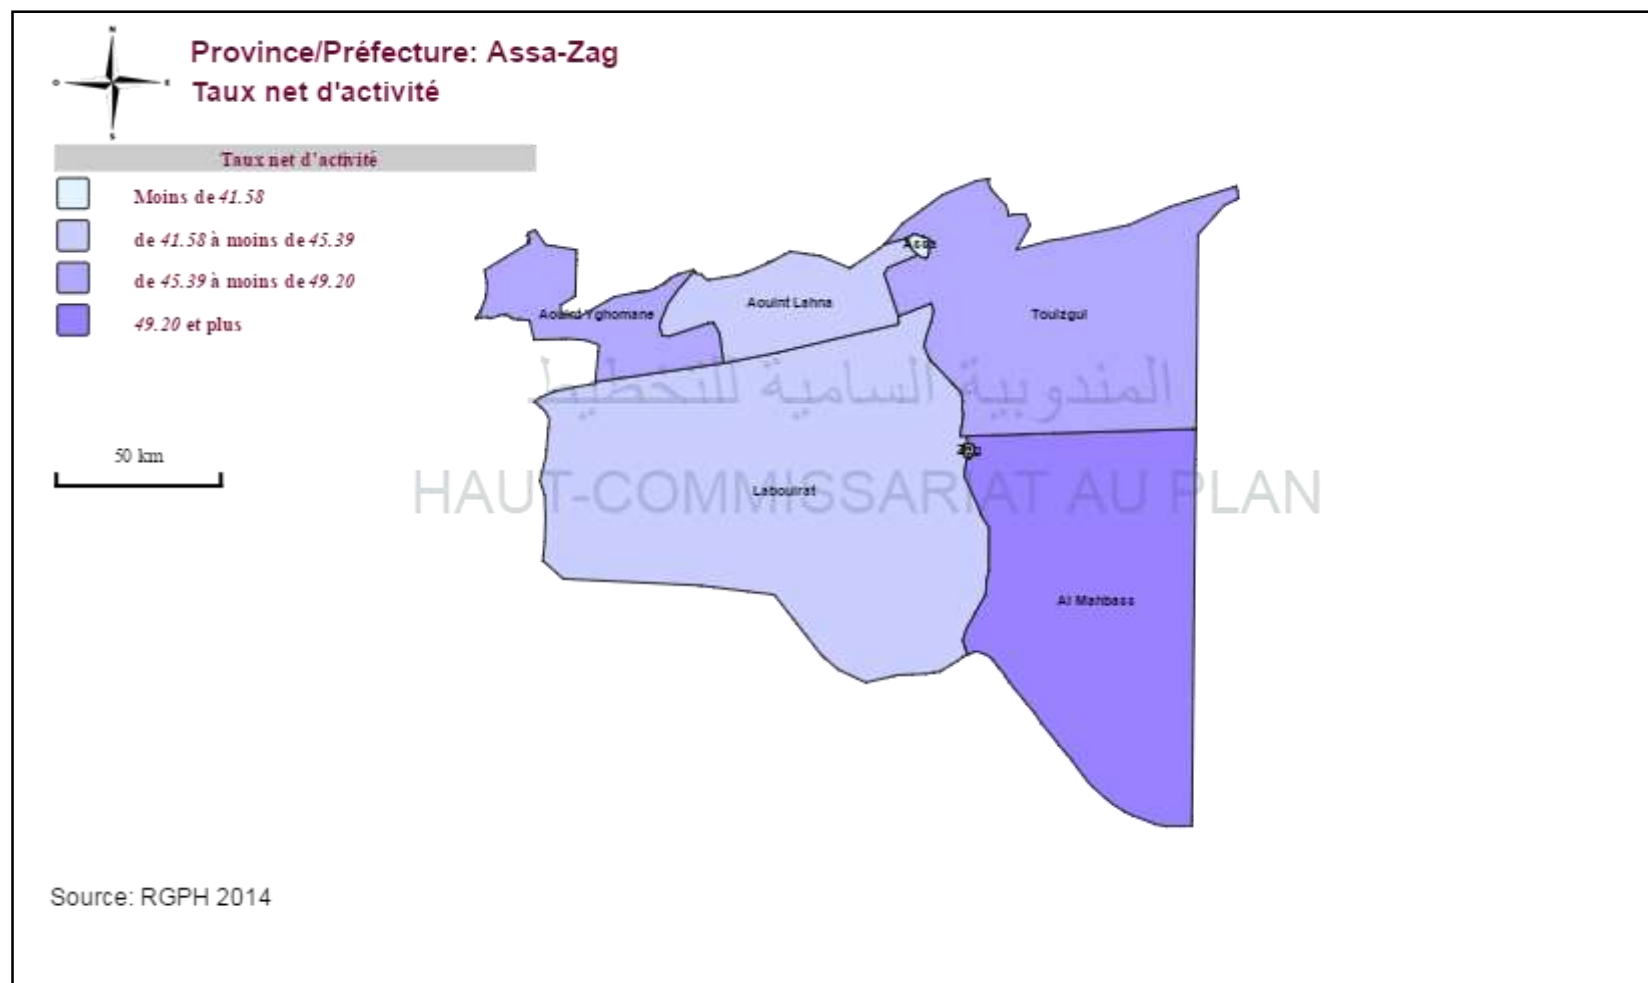 N
O
E
S
Province/Préfecture: Assa-Zag
Taux net d'activité
Taux net d'activité
Moins de 41.58
de 41.58 à moins de 45.39
de 45.39 à moins de 49.20
49.20 et plus
50 km
Assa
Aouint Lahna
Aouint Yghomane
Touizgui
المندوبية السامية للتخطيط
Zag
Labouirat
HAUT-COMMISSARIAT AU PLAN
Al Mahbass
Source: RGPH 2014